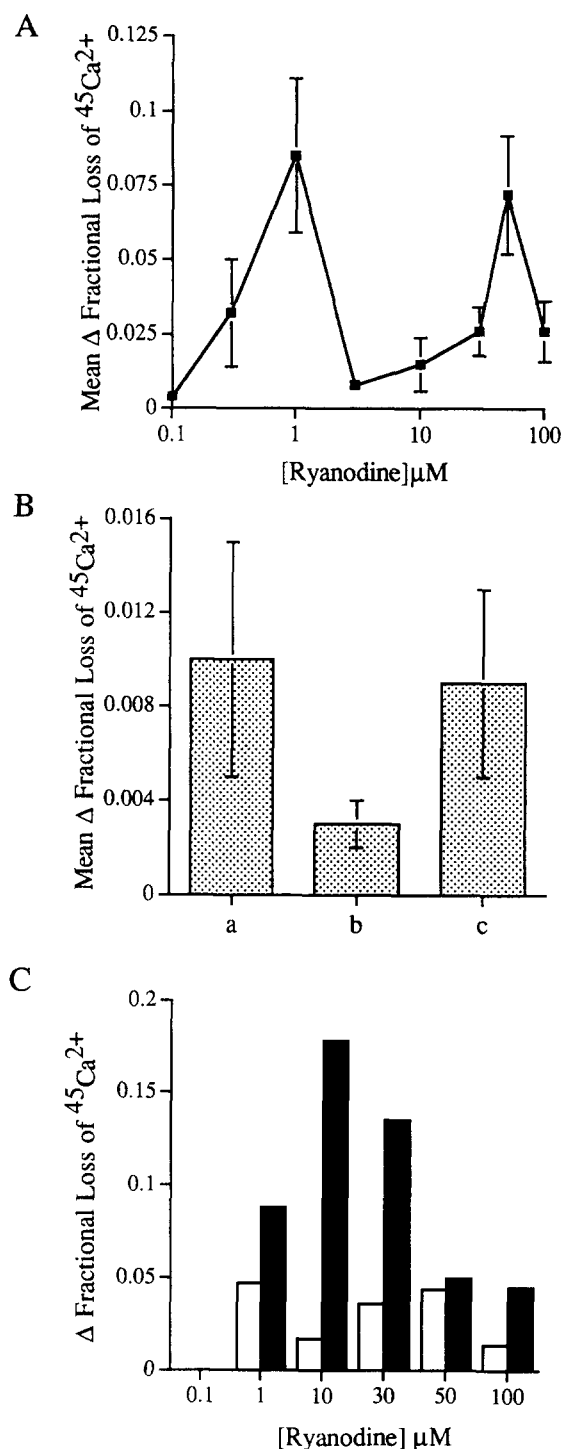 A
Mean Δ Fractional Loss of 45Ca2+
0.125
0.1
0.075
0.05
0.025
0
0.1
1
10
100
[Ryanodine]μM
B
Mean Δ Fractional Loss of 45Ca2+
0.016
0.012
0.008
0.004
0
a
b
c
C
Δ Fractional Loss of 45Ca2+
0.2
0.15
0.1
0.05
0
0.1
1
10
30
50
100
[Ryanodine]μM